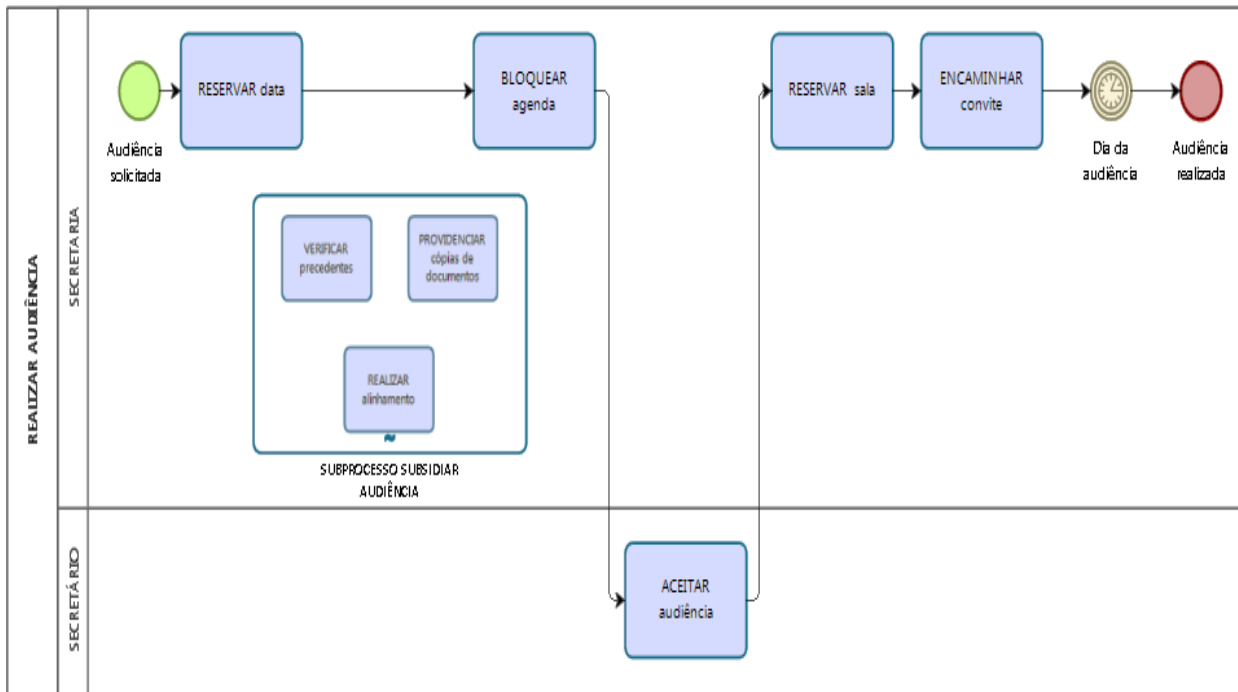 REALIZAR AUDIÊNCIA
SECRETARIA
RESERVAR data
BLOQUEAR
agenda
RESERVAR sala
ENCAMINHAR
convite
Audiência
solicitada
Dia da
audiência
Audiência
realizada
VERIFICAR
precedentes
PROVIDENCIAR
cópias de
documentos
REALIZAR
alinhamento
SUBPROCESSO SUBSIDIAR
AUDIÊNCIA
SECRETÁRIO
ACEITAR
audiência